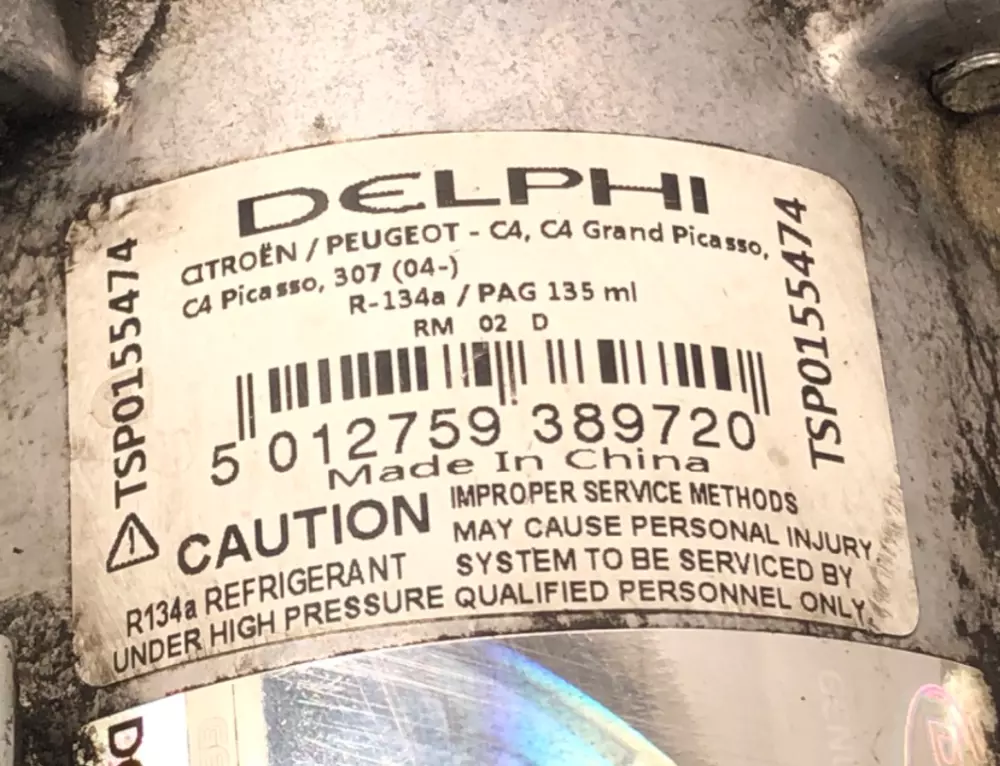 DELPHI
CITROËN / PEUGEOT - C4, C4 Grand Picasso,
C4 Picasso, 307 (04-)
R-134a / PAG 135 ml
RM 02 D
5 012759 389720
Made In China
TSP0155474
TSP0155474
CAUTION
R134a REFRIGERANT
UNDER HIGH PRESSURE
IMPROPER SERVICE METHODS
MAY CAUSE PERSONAL INJURY
SYSTEM TO BE SERVICED BY
QUALIFIED PERSONNEL ONLY